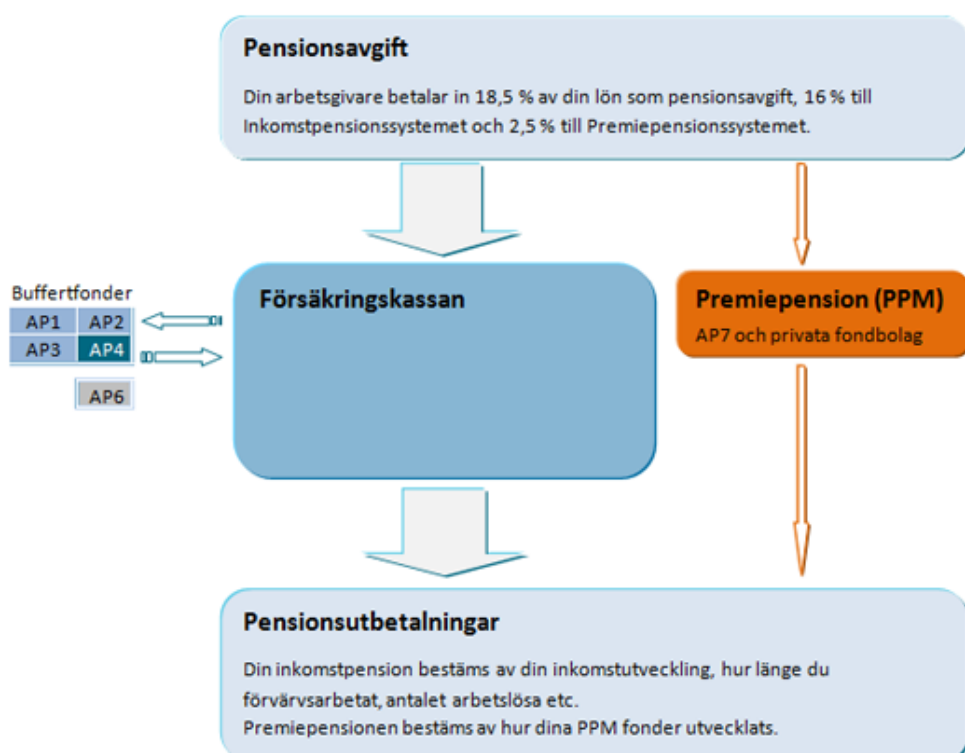 Pensionsavgift
Din arbetsgivare betalar in 18,5 % av din lön som pensionsavgift, 16 % till
Inkomstpensionssystemet och 2,5 % till Premiepensionssystemet.
Buffertfonder
AP1 AP2
AP3 AP4
AP6
Försäkringskassan
Premiepension (PPM)
AP7 och privata fondbolag
Pensionsutbetalningar
Din inkomstpension bestäms av din inkomstutveckling, hur länge du
förvärvsarbetat, antalet arbetslösa etc.
Premiepensionen bestäms av hur dina PPM fonder utvecklats.